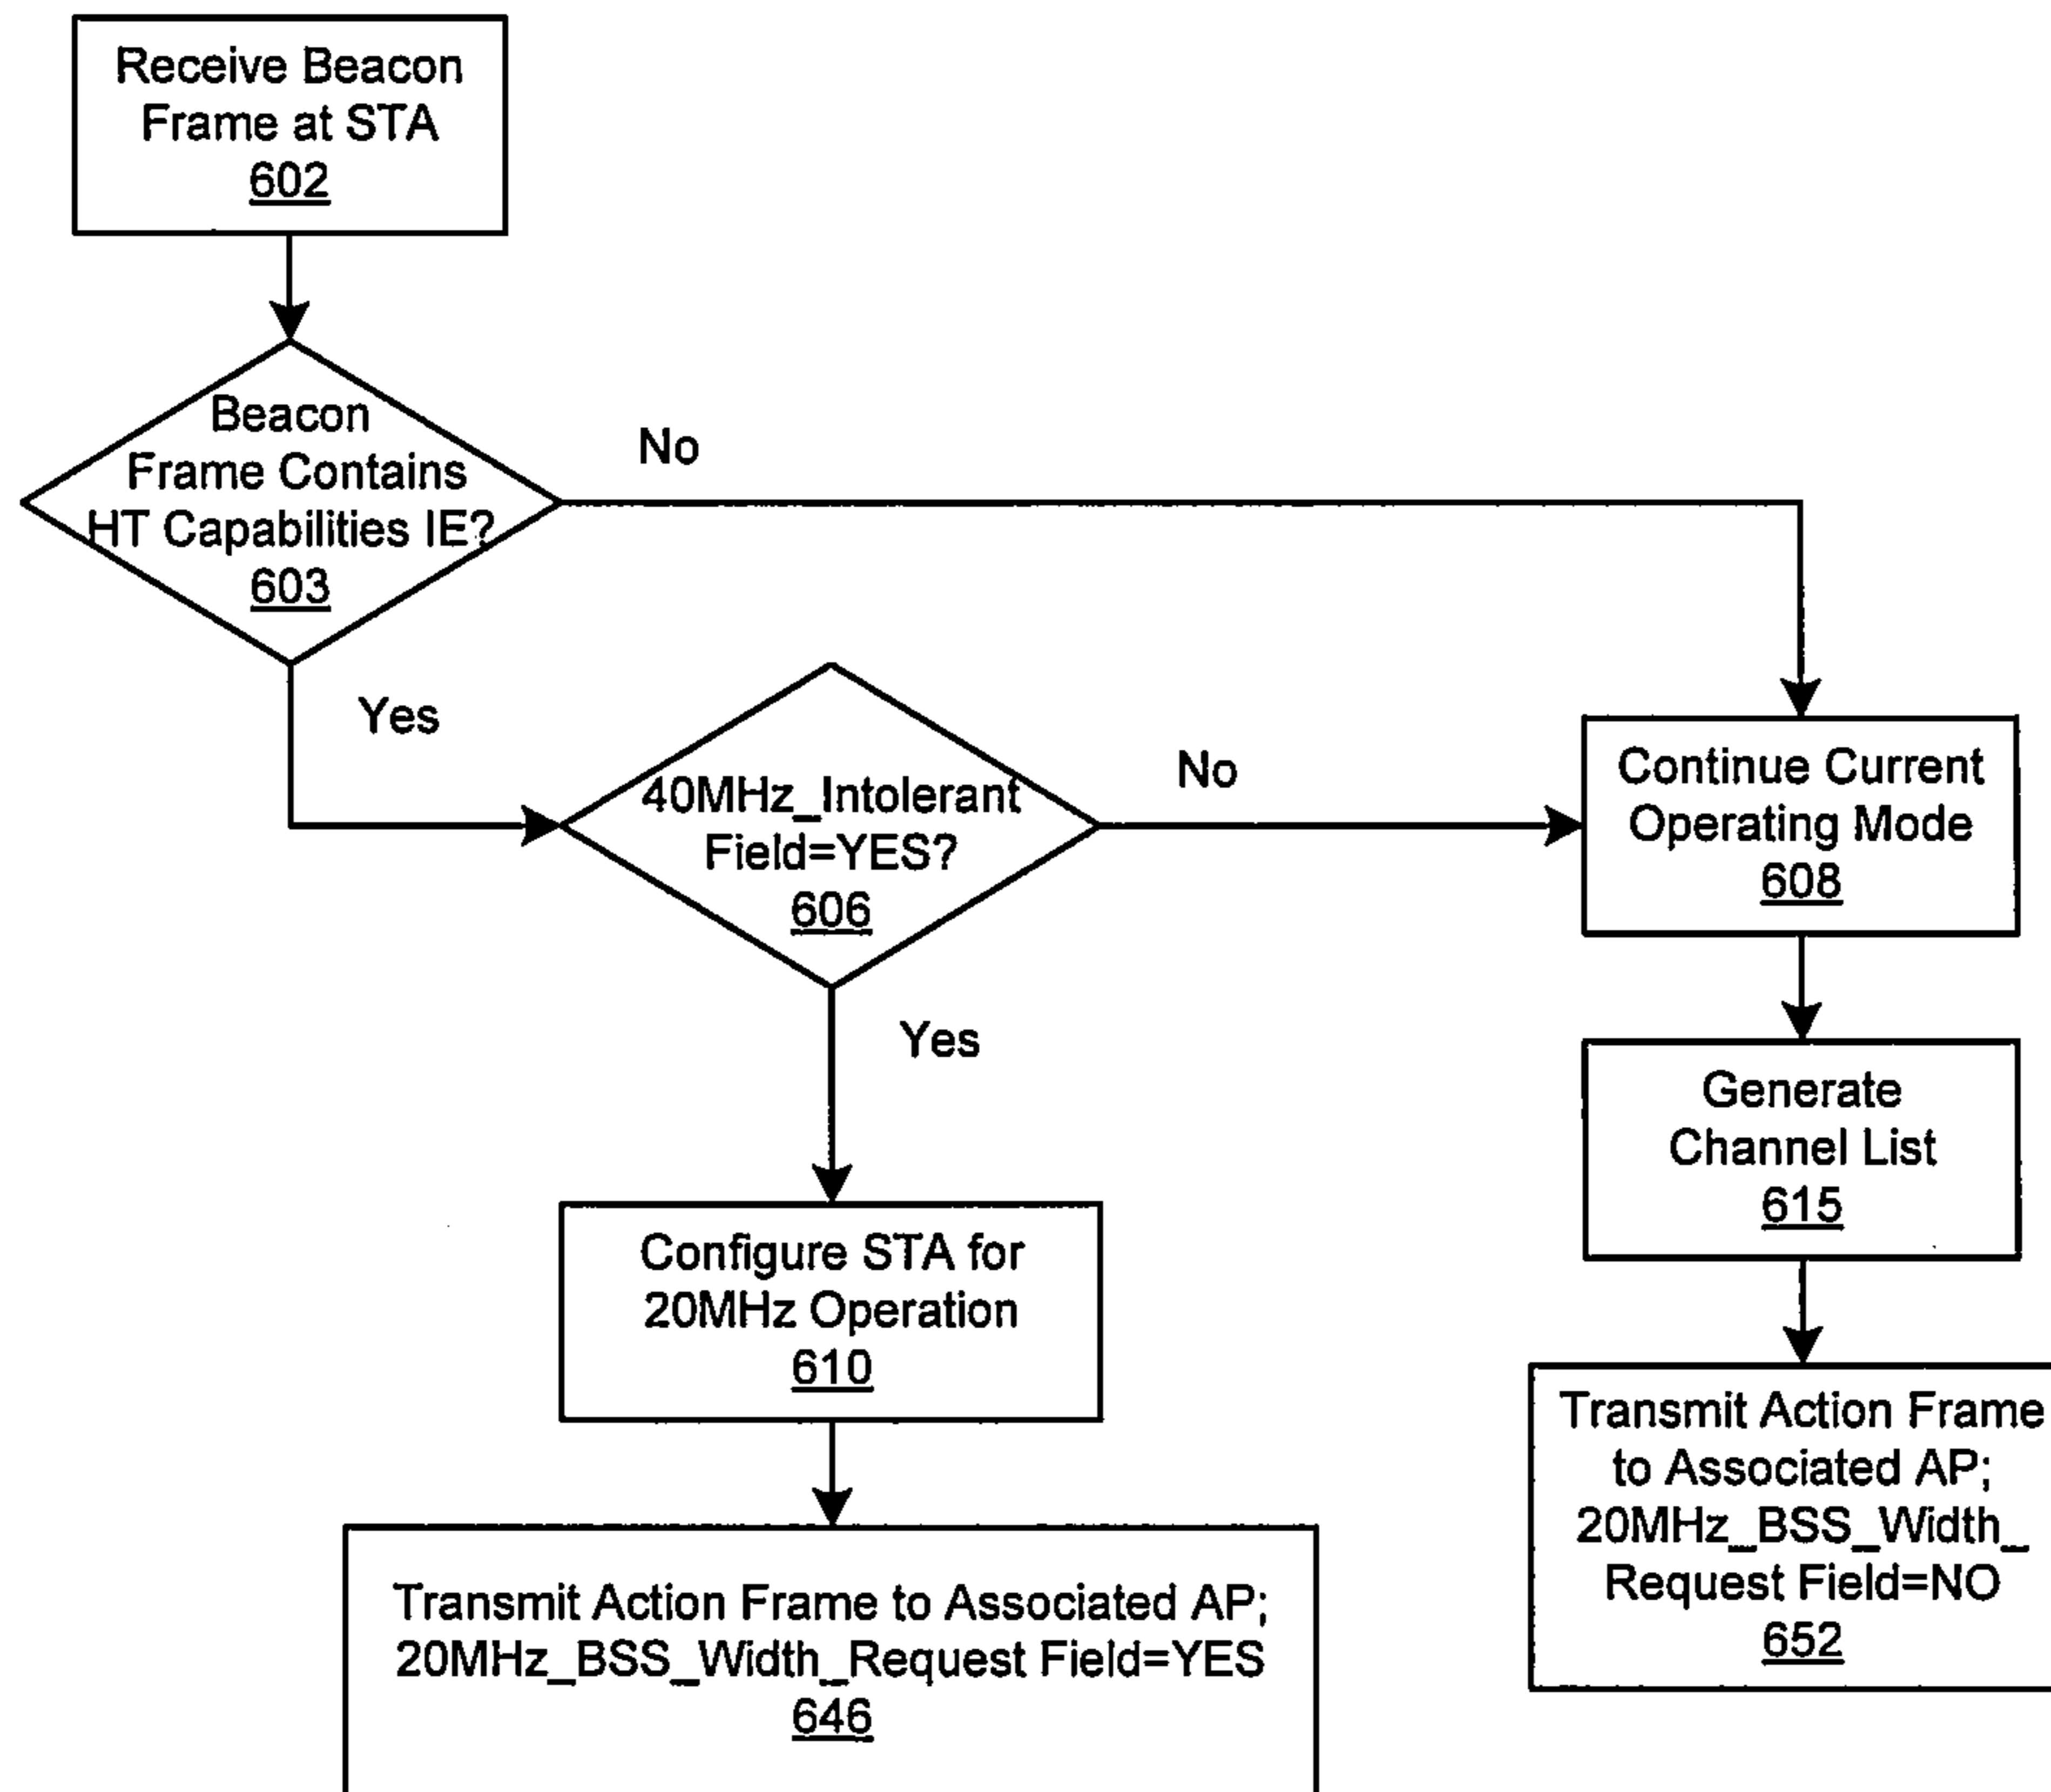 Receive Beacon
Frame at STA
602
Beacon
Frame Contains
HT Capabilities IE?
603
No
Yes
40MHz_Intolerant
Field=YES?
606
No
Continue Current
Operating Mode
608
Yes
Generate
Channel List
615
Configure STA for
20MHz Operation
610
Transmit Action Frame
to Associated AP;
20MHz_BSS_Width_
Request Field=NO
652
Transmit Action Frame to Associated AP;
20MHz_BSS_Width_Request Field=YES
646